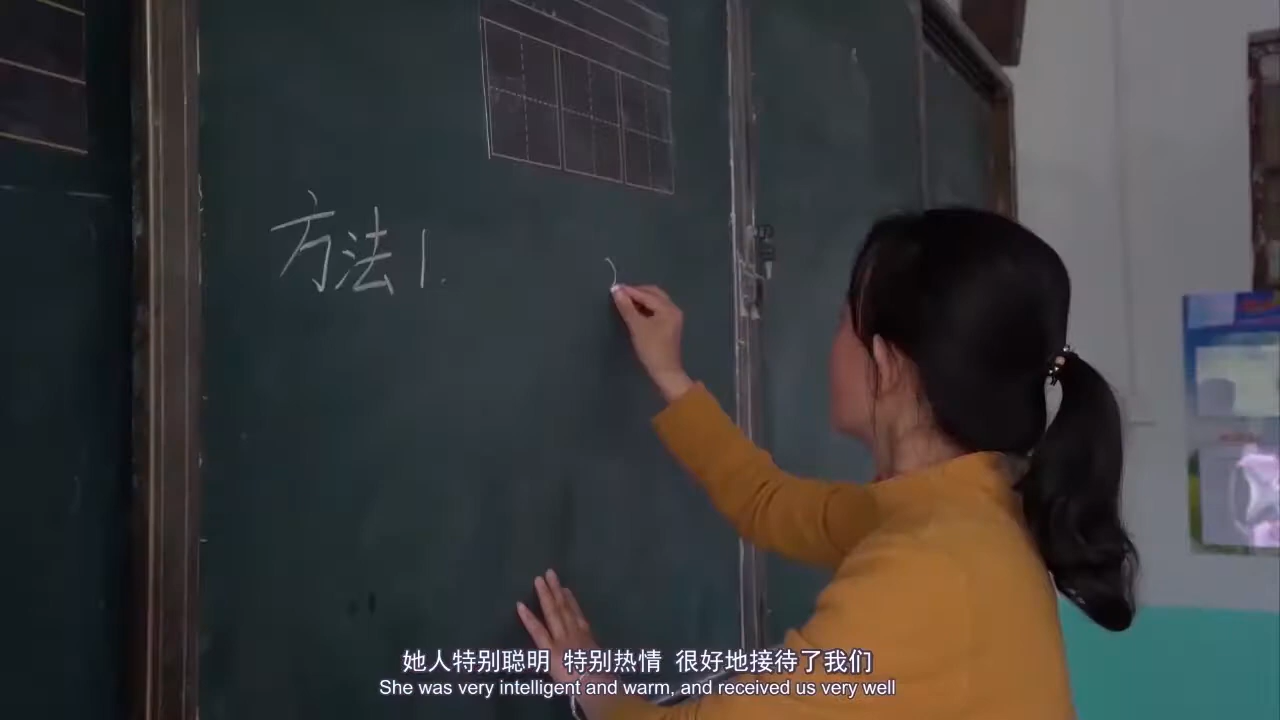 方法1.
她人特别聪明 特别热情 很好地接待了我们
She was very intelligent and warm, and received us very well